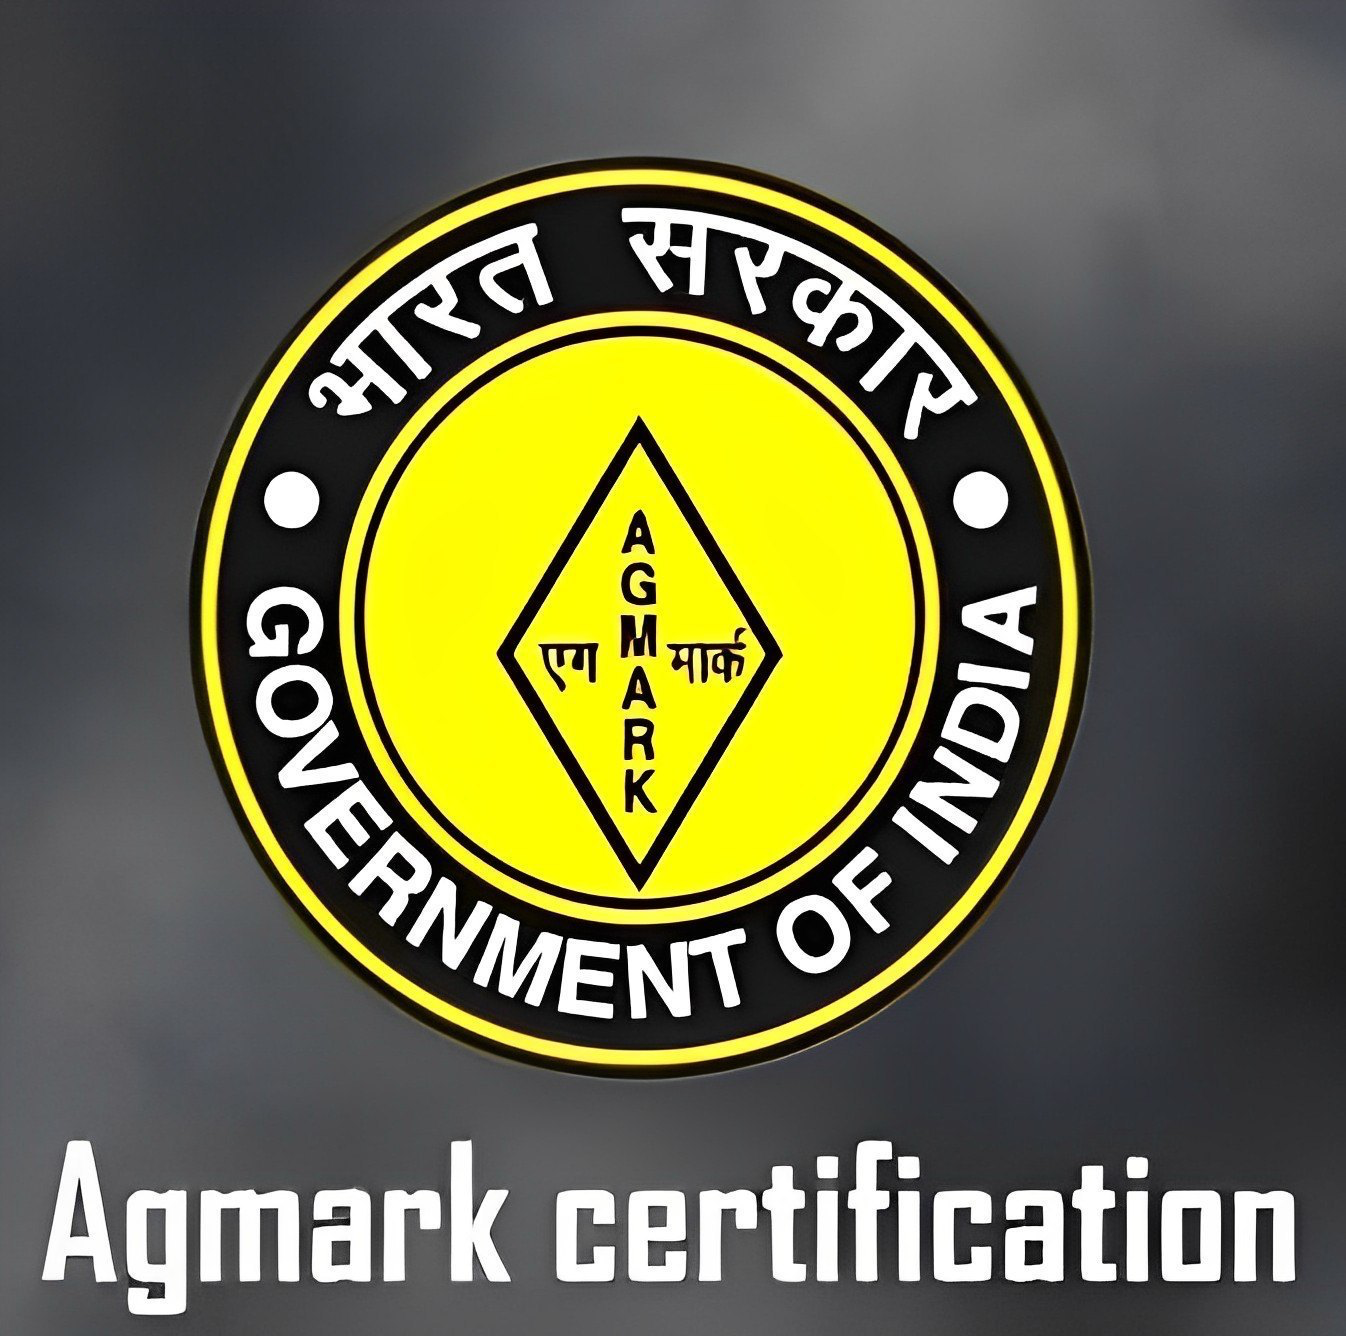 भारत सरकार
AGMARK
एग मार्क
GOVERNMENT OF INDIA
Agmark certification